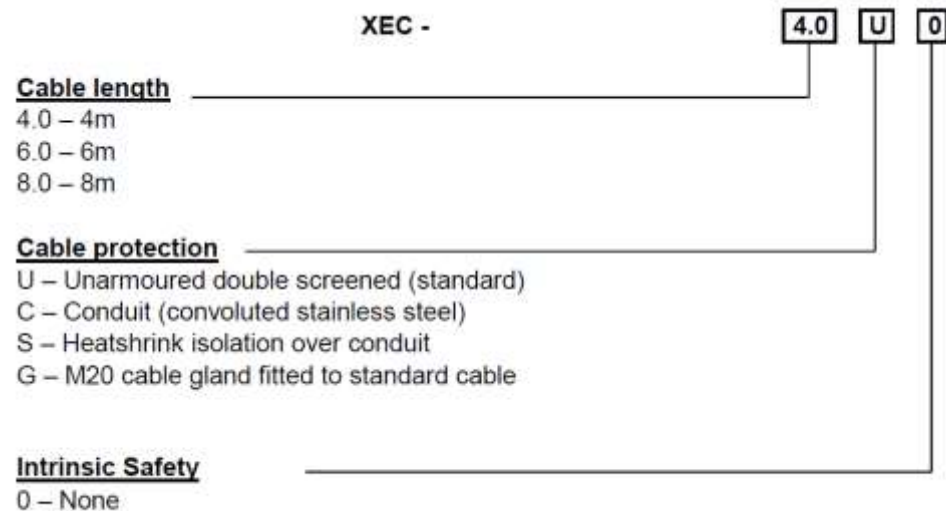 XEC - 4.0 U 0
Cable length
4.0 – 4m
6.0 – 6m
8.0 – 8m
Cable protection
U – Unarmoured double screened (standard)
C – Conduit (convoluted stainless steel)
S – Heatshrink isolation over conduit
G – M20 cable gland fitted to standard cable
Intrinsic Safety
0 – None